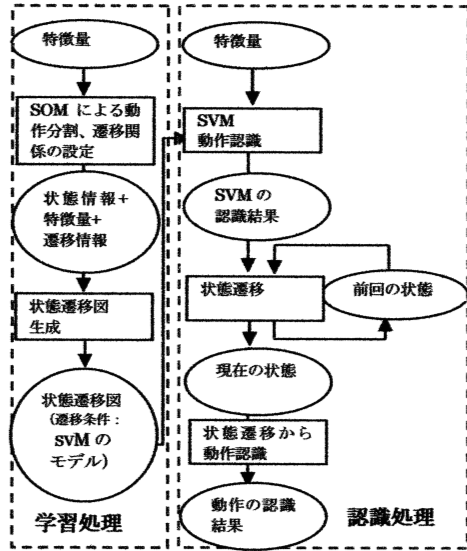 特徴量
SOM による動
作分割、遷移関
係の設定
状態情報+
特徴量+
遷移情報
状態遷移図
生成
状態遷移図
(遷移条件:
SVM の
モデル)
学習処理
特徴量
SVM
動作認識
SVM の
認識結果
状態遷移
前回の状態
現在の状態
状態遷移から
動作認識
動作の認識
結果
認識処理